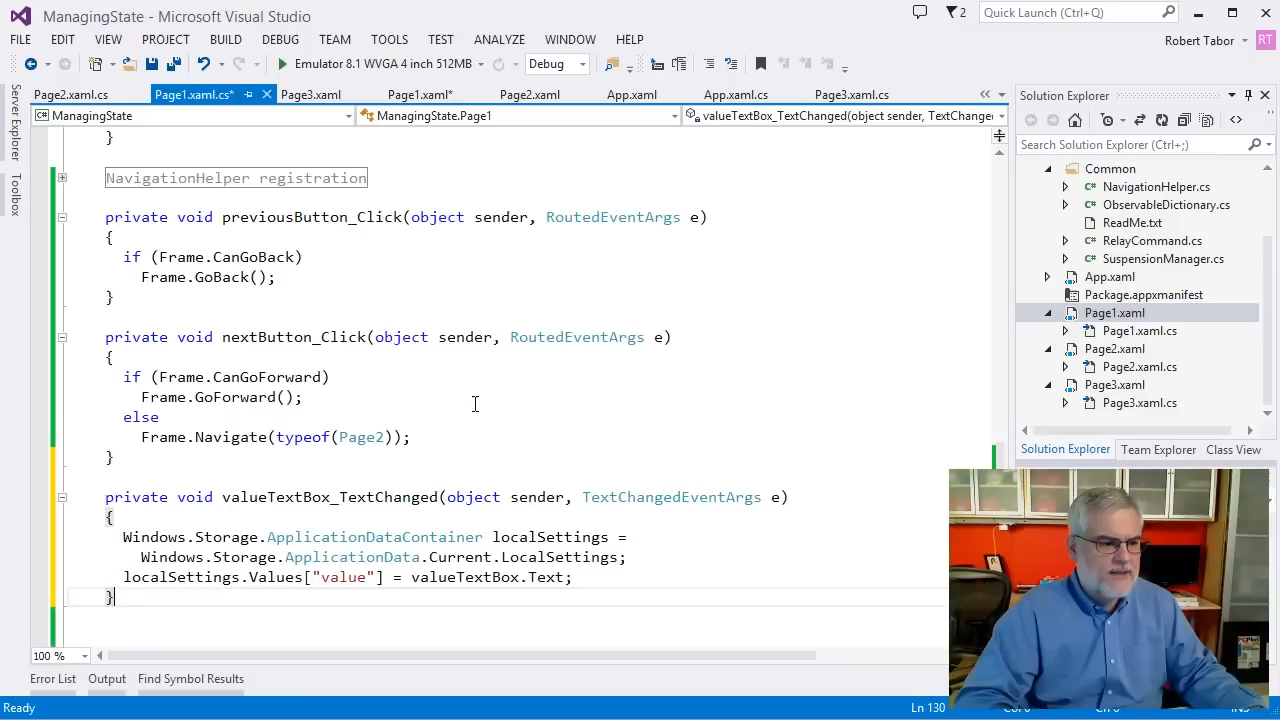 ManagingState - Microsoft Visual Studio
2
Quick Launch (Ctrl+Q)
FILE EDIT VIEW PROJECT BUILD DEBUG TEAM TOOLS TEST ANALYZE WINDOW HELP
Robert Tabor RT
Emulator 8.1 WVGA 4 inch 512MB Debug
Page2.xaml.cs Page1.xaml.cs* Page3.xaml Page1.xaml* Page2.xaml App.xaml App.xaml.cs Page3.xaml.cs
ManagingState ManagingState.Page1 valueTextBox_TextChanged(object sender, TextChanged
Server Explorer
Toolbox
}
NavigationHelper registration
private void previousButton_Click(object sender, RoutedEventArgs e)
{
if (Frame.CanGoBack)
Frame.GoBack();
}
private void nextButton_Click(object sender, RoutedEventArgs e)
{
if (Frame.CanGoForward)
Frame.GoForward();
else
Frame.Navigate(typeof(Page2));
}
private void valueTextBox_TextChanged(object sender, TextChangedEventArgs e)
{
Windows.Storage.ApplicationDataContainer localSettings =
Windows.Storage.ApplicationData.Current.LocalSettings;
localSettings.Values["value"] = valueTextBox.Text;
}
100 %
Error List Output Find Symbol Results
Ready
Ln 130
Solution Explorer
Search Solution Explorer (Ctrl+;)
Common
NavigationHelper.cs
ObservableDictionary.cs
ReadMe.txt
RelayCommand.cs
SuspensionManager.cs
App.xaml
Package.appxmanifest
Page1.xaml
Page1.xaml.cs
Page2.xaml
Page2.xaml.cs
Page3.xaml
Page3.xaml.cs
Solution Explorer Team Explorer Class View